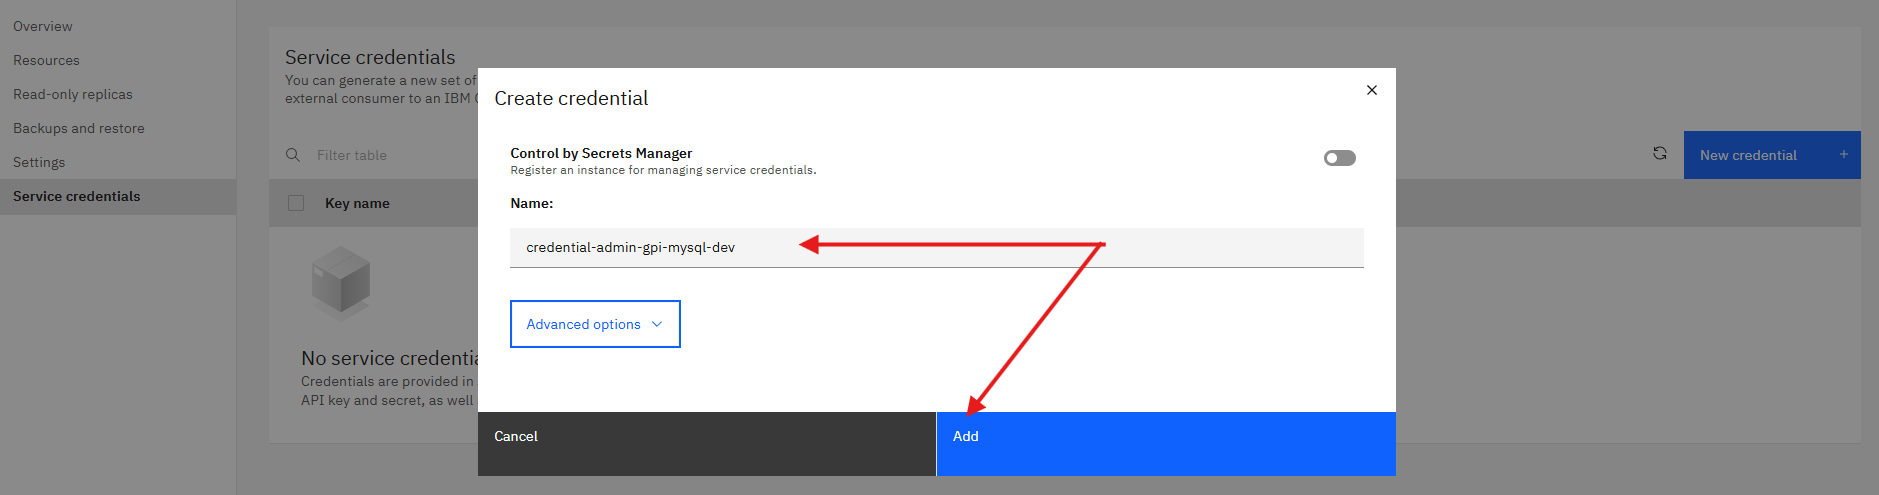 Overview
Resources
Read-only replicas
Backups and restore
Settings
Service credentials
Service credentials
You can generate a new set of
external consumer to an IBM
Filter table
New credential +
Key name
No service
Credentials are provided in
API key and secret, as well
Create credential
Control by Secrets Manager
Register an instance for managing service credentials.
Name:
credential-admin-gpi-mysql-dev
Advanced options
Cancel
Add